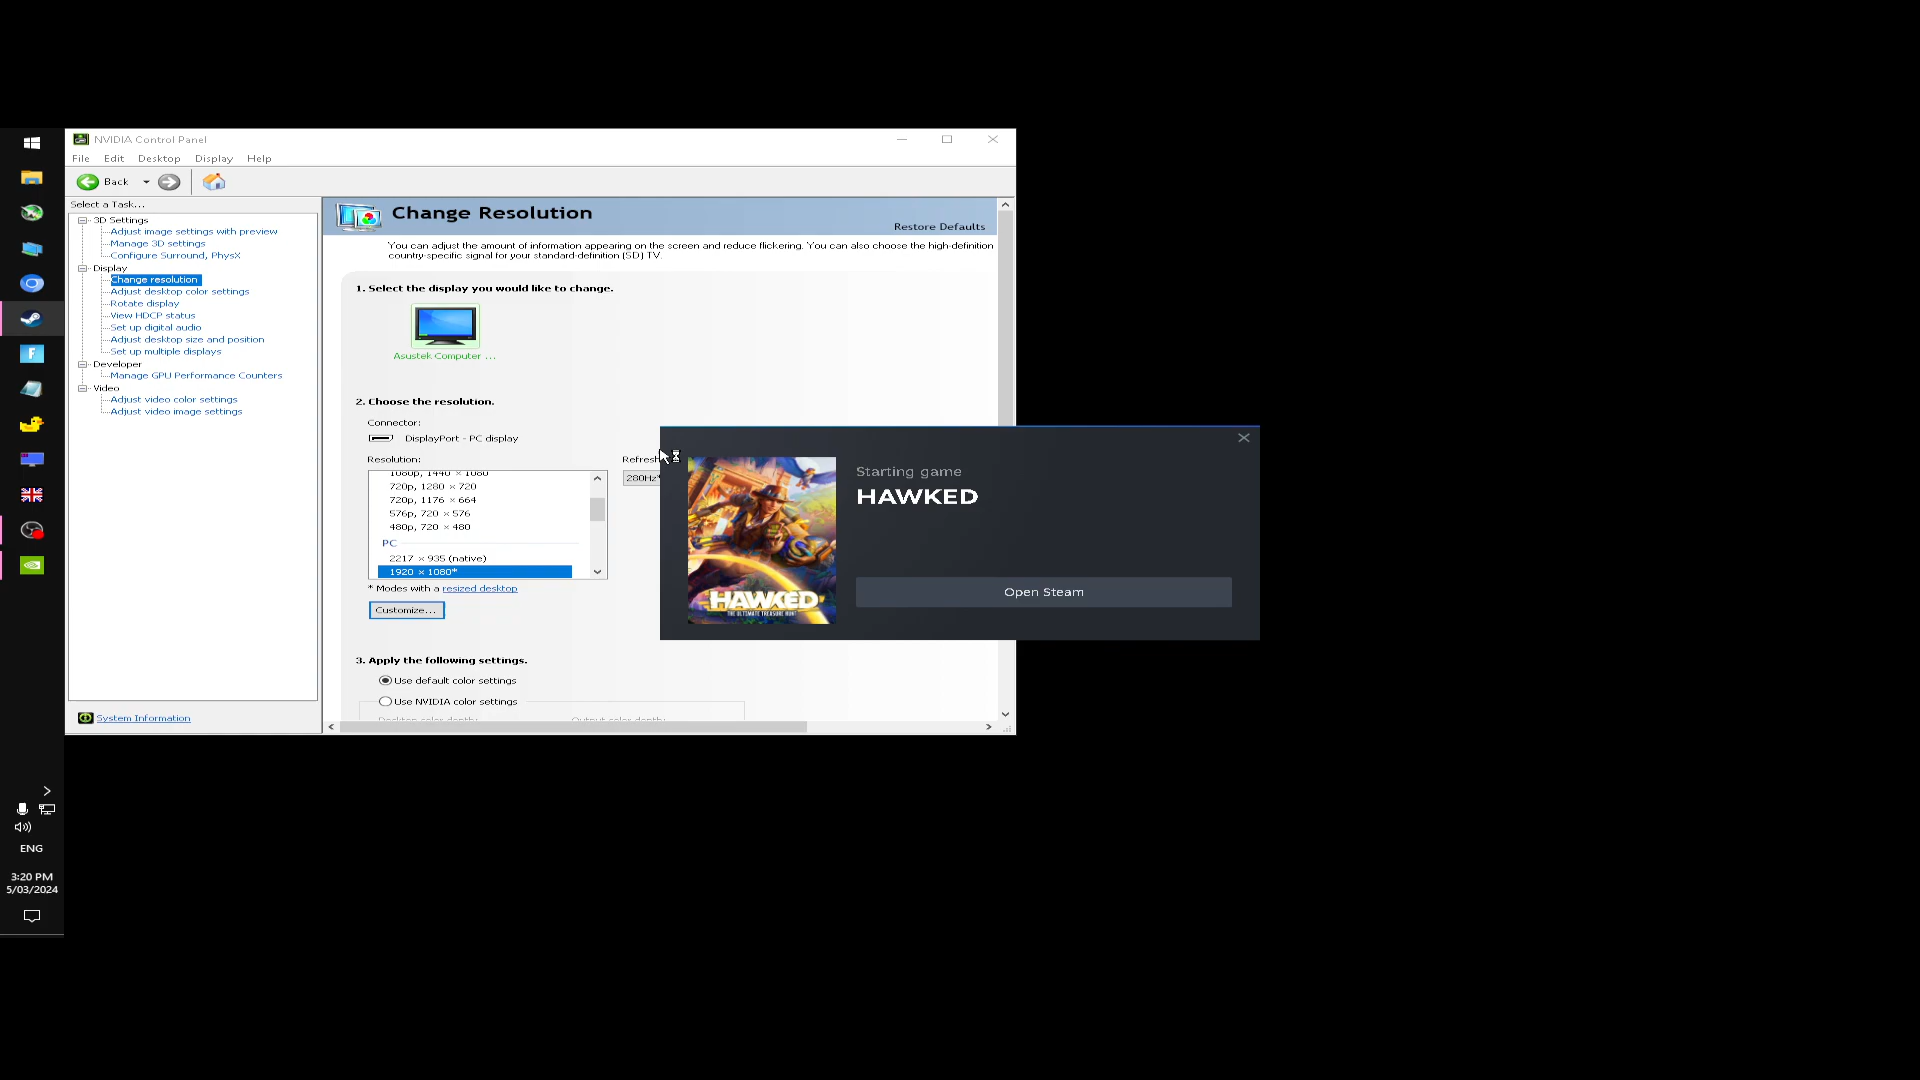 NVIDIA Control Panel
File Edit Desktop Display Help
Back
Select a Task...
3D Settings
Adjust image settings with preview
Manage 3D settings
Configure Surround, PhysX
Display
Change resolution
Adjust desktop color settings
Rotate display
View HDCP status
Set up digital audio
Adjust desktop size and position
Set up multiple displays
Developer
Manage GPU Performance Counters
Video
Adjust video color settings
Adjust video image settings
System Information
Change Resolution
Restore Defaults
You can adjust the amount of information appearing on the screen and reduce flickering. You can also choose the high-definition
country-specific signal for your standard-definition (SD) TV.
1. Select the display you would like to change.
Asustek Computer ...
2. Choose the resolution.
Connector:
DisplayPort - PC display
Resolution:
Refresh
1080p, 1440 × 1080
280Hz*
720p, 1280 × 720
720p, 1176 × 664
576p, 720 × 576
480p, 720 × 480
PC
2217 × 935 (native)
1920 × 1080*
* Modes with a resized desktop
Customize...
3. Apply the following settings.
Use default color settings
Use NVIDIA color settings
Desktop color depth:
Output color depth:
Starting game
HAWKED
Open Steam
HAWKED
THE ULTIMATE TREASURE HUNT
F
ENG
3:20 PM
5/03/2024